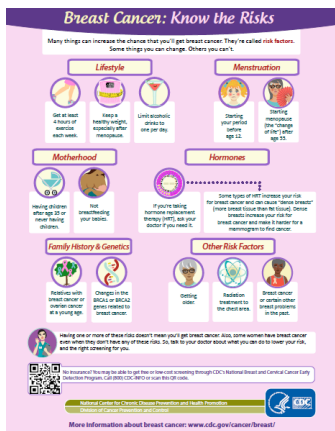 Breast Cancer: Know the Risks
Many things can increase the chance that you'll get breast cancer. They're called risk factors.
Some things you can change. Others you can't.
Lifestyle
Get at least
4 hours of
exercise
each week.
Keep a
healthy weight,
especially after
menopause.
Limit alcoholic
drinks to
one per day.
Menstruation
Starting
your period
before
age 12.
Starting
menopause
(the "change
of life") after
age 55.
Motherhood
Having children
after age 35 or
never having
children.
Not
breastfeeding
your babies.
Hormones
If you're taking
hormone replacement
therapy (HRT), ask your
doctor if you need it.
Some types of HRT increase your risk
for breast cancer and can cause "dense breasts"
(more breast tissue than fat tissue). Dense
breasts increase your risk for
breast cancer and make it harder for a
mammogram to find cancer.
Family History & Genetics
Relatives with
breast cancer or
ovarian cancer
at a young age.
Changes in the
BRCA1 or BRCA2
genes related to
breast cancer.
Other Risk Factors
Getting
older.
Radiation
treatment to
the chest area.
Breast cancer
or certain other
breast problems
in the past.
Having one or more of these risks doesn't mean you'll get breast cancer. Also, some women have breast cancer
even when they don't have any of these risks. So, talk to your doctor about what you can do to lower your risk,
and the right screening for you.
No insurance? You may be able to get free or low-cost screening through CDC's National Breast and Cervical Cancer Early
Detection Program. Call (800) CDC-INFO or scan this QR code.
National Center for Chronic Disease Prevention and Health Promotion
Division of Cancer Prevention and Control
CDC
More information about breast cancer: www.cdc.gov/cancer/breast/